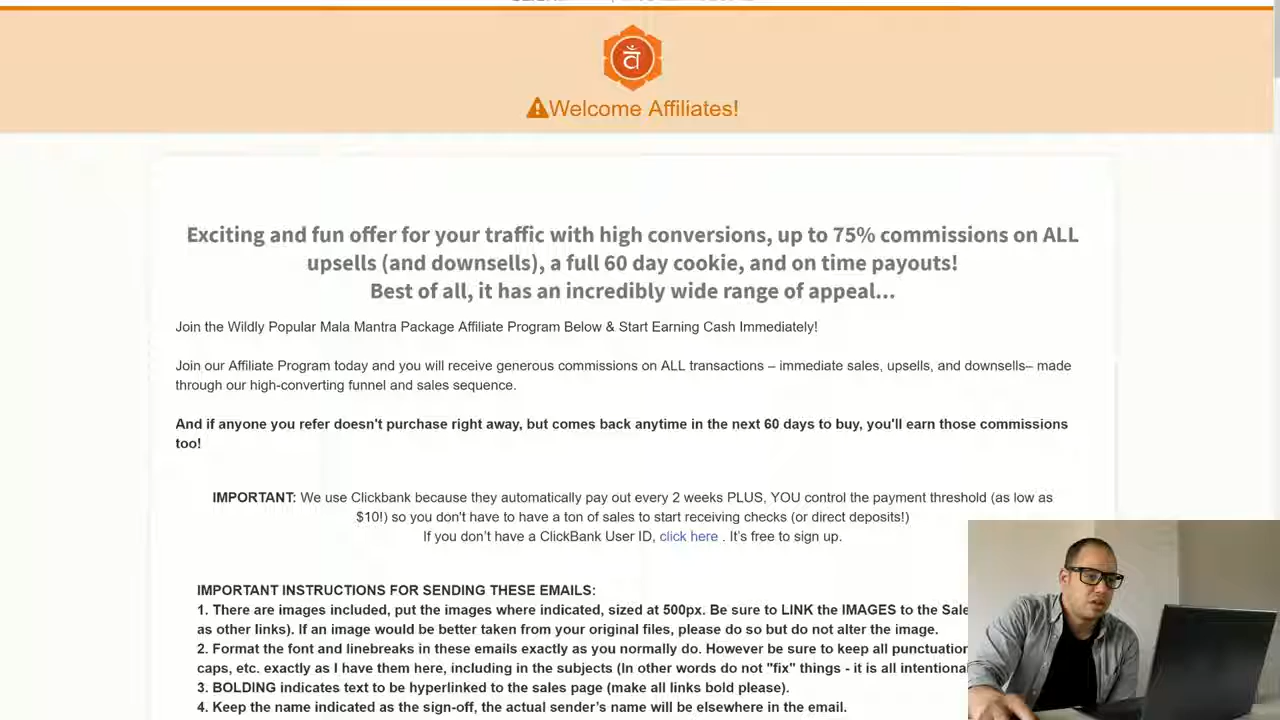 वं
Welcome Affiliates!
Exciting and fun offer for your traffic with high conversions, up to 75% commissions on ALL
upsells (and downsells), a full 60 day cookie, and on time payouts!
Best of all, it has an incredibly wide range of appeal...
Join the Wildly Popular Mala Mantra Package Affiliate Program Below & Start Earning Cash Immediately!
Join our Affiliate Program today and you will receive generous commissions on ALL transactions – immediate sales, upsells, and downsells– made
through our high-converting funnel and sales sequence.
And if anyone you refer doesn't purchase right away, but comes back anytime in the next 60 days to buy, you'll earn those commissions
too!
IMPORTANT: We use Clickbank because they automatically pay out every 2 weeks PLUS, YOU control the payment threshold (as low as
$10!) so you don't have to have a ton of sales to start receiving checks (or direct deposits!)
If you don’t have a ClickBank User ID, click here . It’s free to sign up.
IMPORTANT INSTRUCTIONS FOR SENDING THESE EMAILS:
1. There are images included, put the images where indicated, sized at 500px. Be sure to LINK the IMAGES to the Sale
as other links). If an image would be better taken from your original files, please do so but do not alter the image.
2. Format the font and linebreaks in these emails exactly as you normally do. However be sure to keep all punctuation
caps, etc. exactly as I have them here, including in the subjects (In other words do not "fix" things - it is all intentiona
3. BOLDING indicates text to be hyperlinked to the sales page (make all links bold please).
4. Keep the name indicated as the sign-off, the actual sender’s name will be elsewhere in the email.